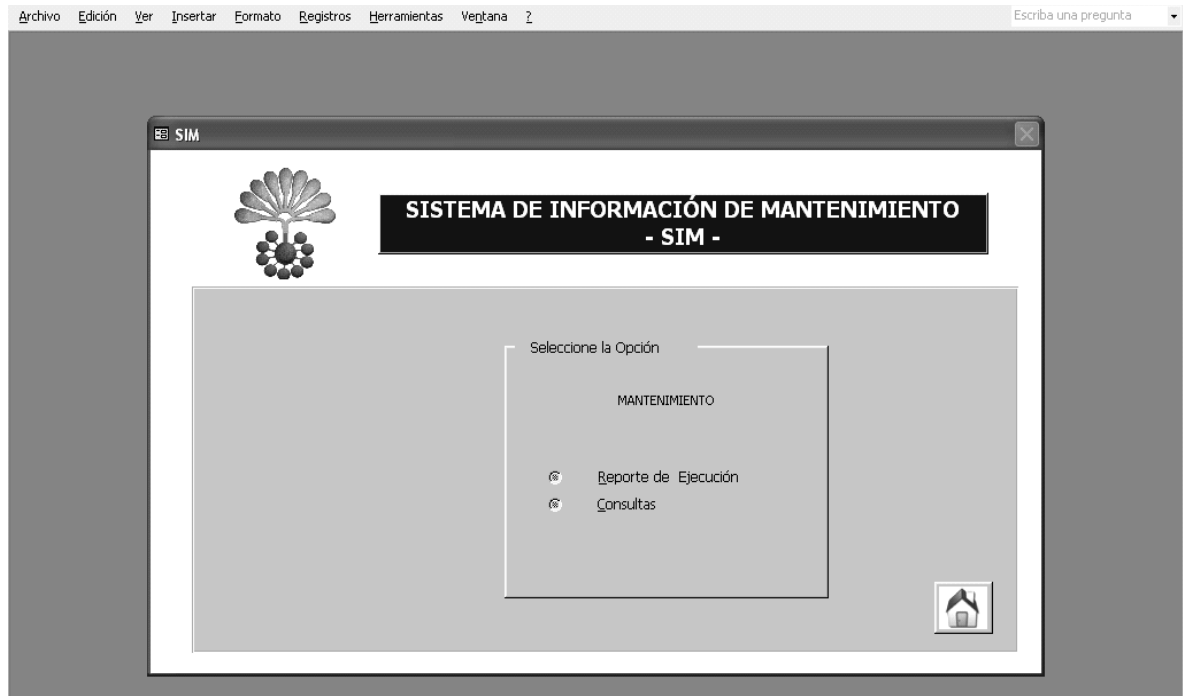 Archivo Edición Ver Insertar Formato Registros Herramientas Ventana ? Escriba una pregunta
SIM
SISTEMA DE INFORMACIÓN DE MANTENIMIENTO
- SIM -
Seleccione la Opción
MANTENIMIENTO
Reporte de Ejecución
Consultas